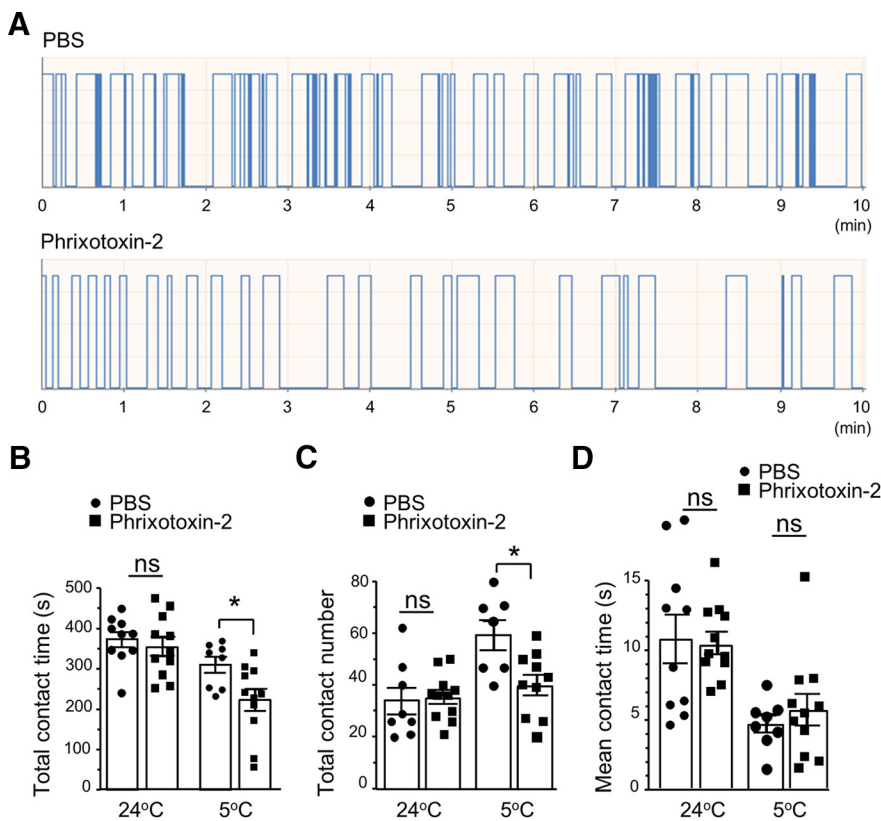 A
PBS
0 1 2 3 4 5 6 7 8 9 10
(min)
Phrixotoxin-2
0 1 2 3 4 5 6 7 8 9 10
(min)
B
PBS
Phrixotoxin-2
ns
*
Total contact time (s)
500
400
300
200
100
0
24°C 5°C
C
PBS
Phrixotoxin-2
ns
*
Total contact number
80
60
40
20
0
24°C 5°C
D
PBS
Phrixotoxin-2
ns
ns
Mean contact time (s)
15
10
5
0
24°C 5°C